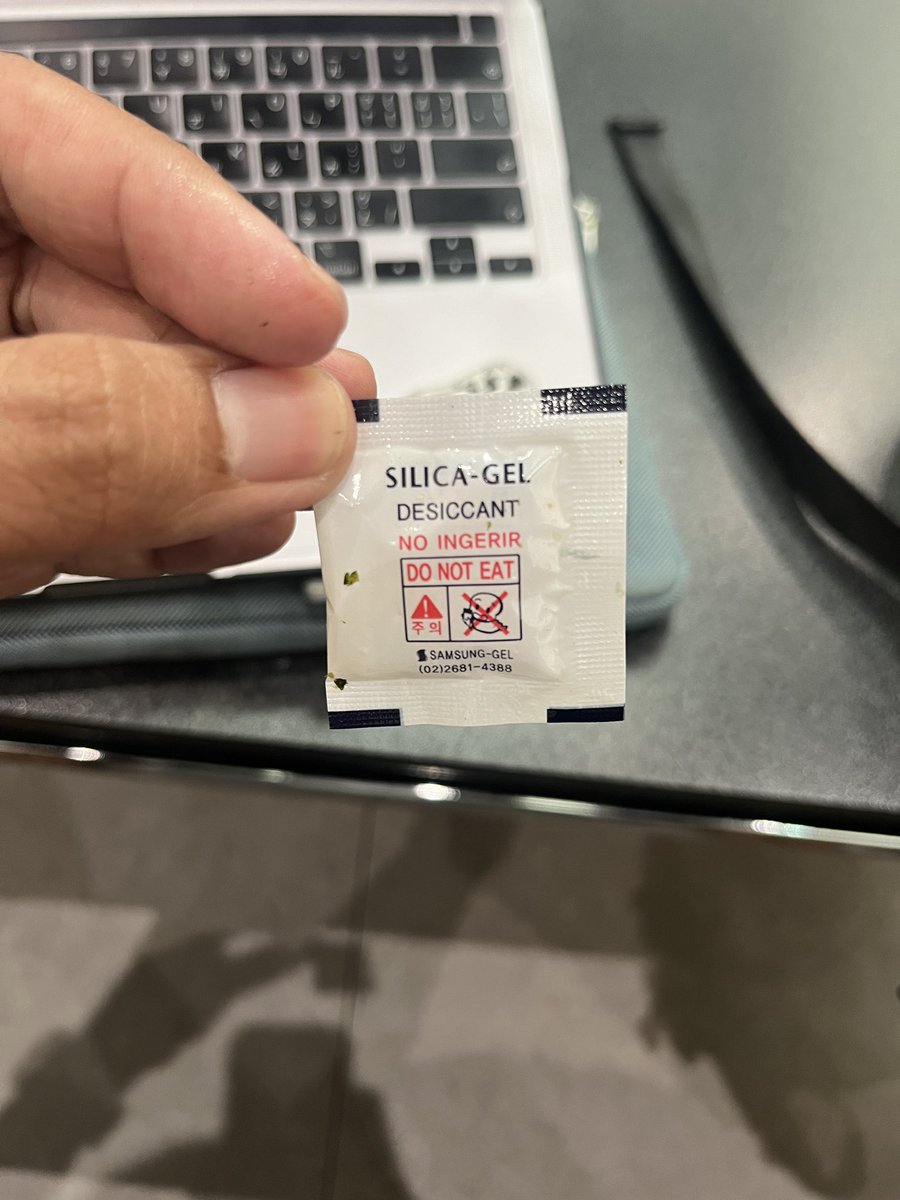 SILICA-GEL
DESICCANT
NO INGERIR
DO NOT EAT
주의
SAMSUNG-GEL
(02)2681-4388